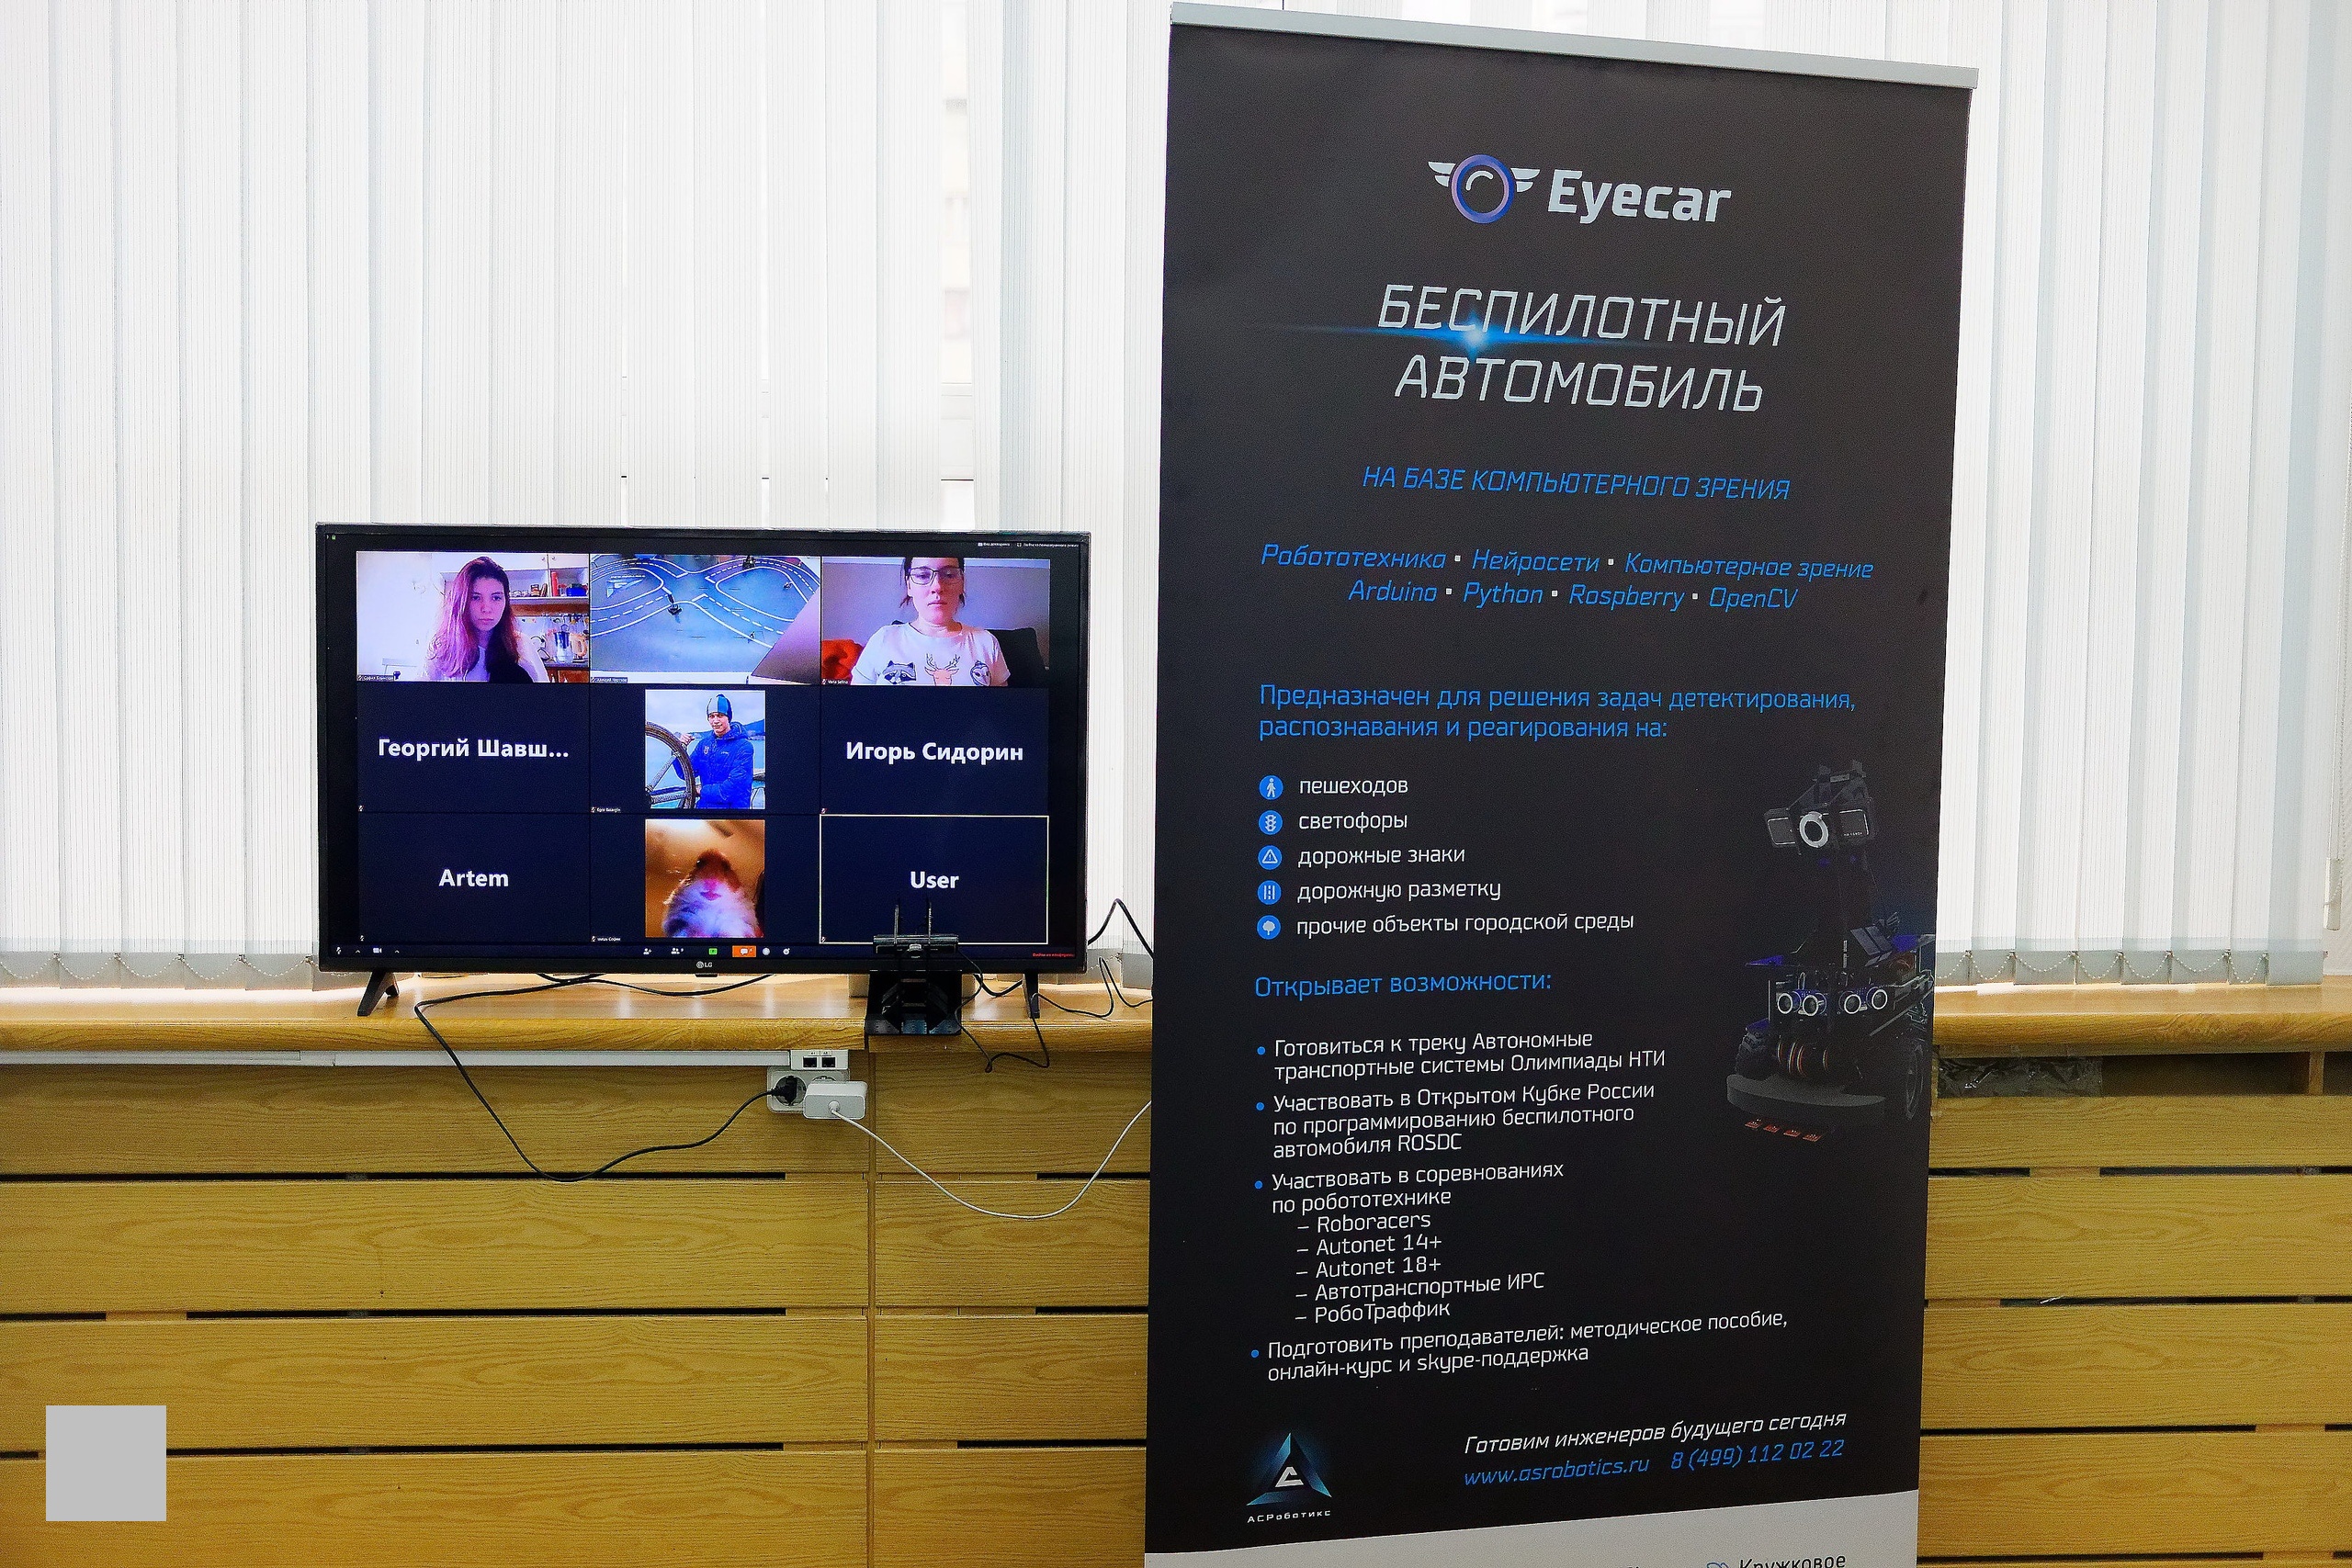 Георгий Шавш...
Игорь Сидорин
Artem
User
LG
Eyecar
БЕСПИЛОТНЫЙ
АВТОМОБИЛЬ
НА БАЗЕ КОМПЬЮТЕРНОГО ЗРЕНИЯ
Робототехника • Нейросети • Компьютерное зрение
Arduino • Python • Raspberry • OpenCV
Предназначен для решения задач детектирования,
распознавания и реагирования на:
пешеходов
светофоры
дорожные знаки
дорожную разметку
прочие объекты городской среды
Открывает возможности:
• Готовиться к треку Автономные
транспортные системы Олимпиады НТИ
• Участвовать в Открытом Кубке России
по программированию беспилотного
автомобиля ROSDC
• Участвовать в соревнованиях
по робототехнике
– Roboracers
– Autonet 14+
– Autonet 18+
– Автотранспортные ИРС
– РобоТраффик
• Подготовить преподавателей: методическое пособие,
онлайн-курс и skype-поддержка
Готовим инженеров будущего сегодня
www.asrobotics.ru 8 (499) 112 02 22
АСРоботикс
Кружковое